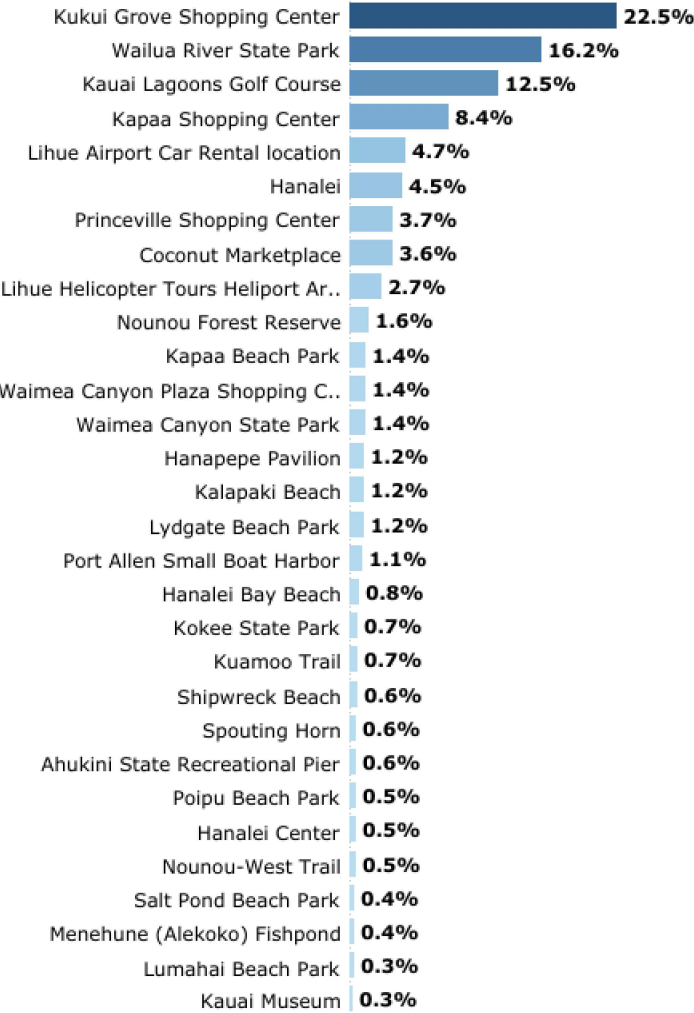 Kukui Grove Shopping Center 22.5%
Wailua River State Park 16.2%
Kauai Lagoons Golf Course 12.5%
Kapaa Shopping Center 8.4%
Lihue Airport Car Rental location 4.7%
Hanalei 4.5%
Princeville Shopping Center 3.7%
Coconut Marketplace 3.6%
Lihue Helicopter Tours Heliport Ar.. 2.7%
Nounou Forest Reserve 1.6%
Kapaa Beach Park 1.4%
Waimea Canyon Plaza Shopping C.. 1.4%
Waimea Canyon State Park 1.4%
Hanapepe Pavilion 1.2%
Kalapaki Beach 1.2%
Lydgate Beach Park 1.2%
Port Allen Small Boat Harbor 1.1%
Hanalei Bay Beach 0.8%
Kokee State Park 0.7%
Kuamoo Trail 0.7%
Shipwreck Beach 0.6%
Spouting Horn 0.6%
Ahukini State Recreational Pier 0.6%
Poipu Beach Park 0.5%
Hanalei Center 0.5%
Nounou-West Trail 0.5%
Salt Pond Beach Park 0.4%
Menehune (Alekoko) Fishpond 0.4%
Lumahai Beach Park 0.3%
Kauai Museum 0.3%